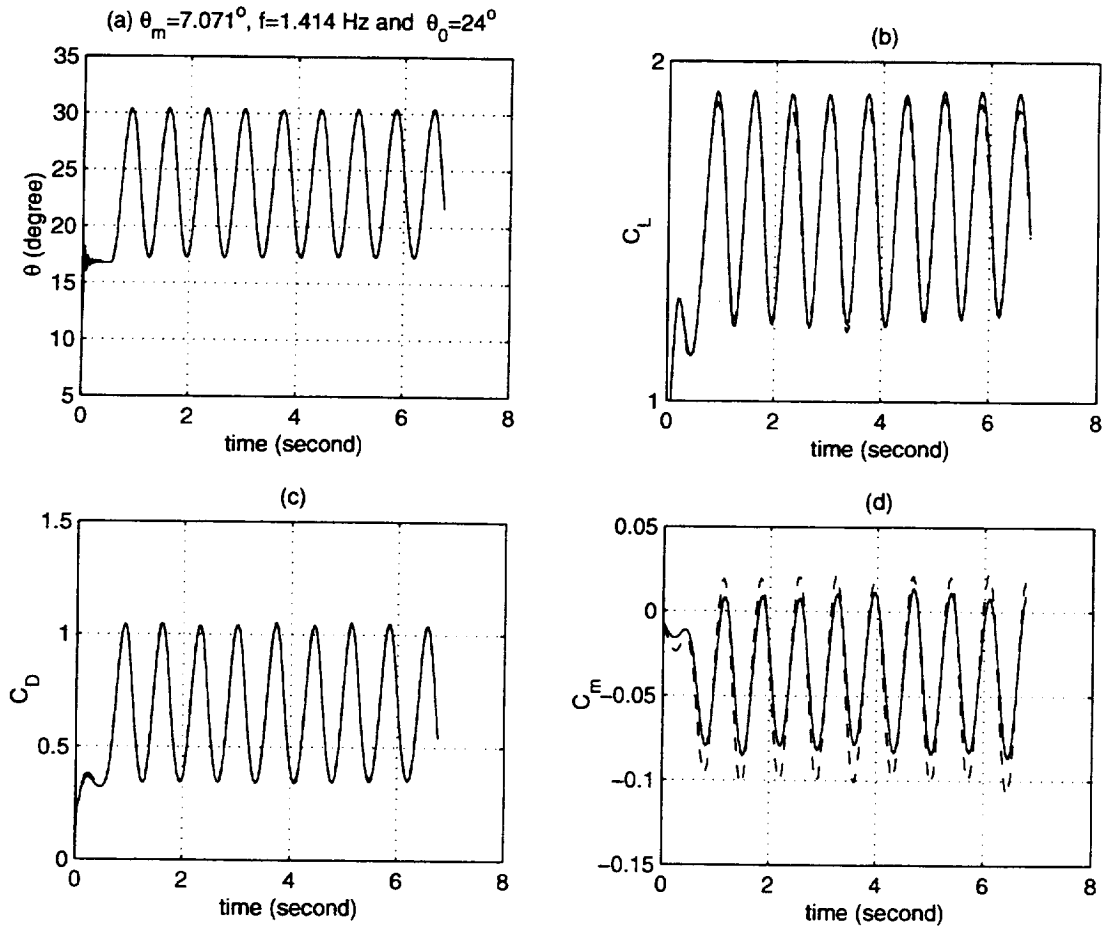 (a) θm=7.071o, f=1.414 Hz and θ0=24o
35
30
25
20
15
10
5
θ (degree)
0 2 4 6 8
time (second)
(b)
2
1
CL
0 2 4 6 8
time (second)
(c)
1.5
1
0.5
0
CD
0 2 4 6 8
time (second)
(d)
0.05
0
−0.05
−0.1
−0.15
Cm
0 2 4 6 8
time (second)